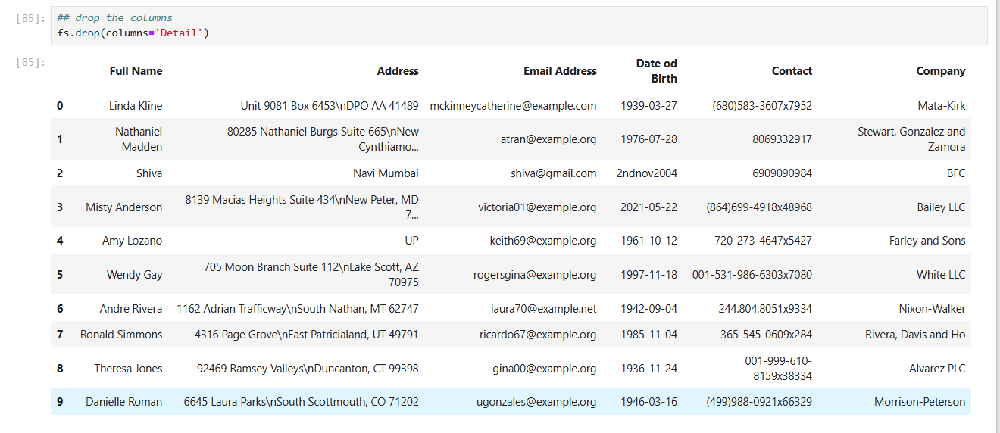 [85]: ## drop the columns
fs.drop(columns='Detail')
[85]:
Full Name Address Email Address Date od Birth Contact Company
0 Linda Kline Unit 9081 Box 6453\nDPO AA 41489 mckinneycatherine@example.com 1939-03-27 (680)583-3607x7952 Mata-Kirk
1 Nathaniel Madden 80285 Nathaniel Burgs Suite 665\nNew Cynthiamo... atran@example.org 1976-07-28 8069332917 Stewart, Gonzalez and Zamora
2 Shiva Navi Mumbai shiva@gmail.com 2ndnov2004 6909090984 BFC
3 Misty Anderson 8139 Macias Heights Suite 434\nNew Peter, MD 7... victoria01@example.org 2021-05-22 (864)699-4918x48968 Bailey LLC
4 Amy Lozano UP keith69@example.org 1961-10-12 720-273-4647x5427 Farley and Sons
5 Wendy Gay 705 Moon Branch Suite 112\nLake Scott, AZ 70975 rogersgina@example.org 1997-11-18 001-531-986-6303x7080 White LLC
6 Andre Rivera 1162 Adrian Trafficway\nSouth Nathan, MT 62747 laura70@example.net 1942-09-04 244.804.8051x9334 Nixon-Walker
7 Ronald Simmons 4316 Page Grove\nEast Patricialand, UT 49791 ricardo67@example.org 1985-11-04 365-545-0609x284 Rivera, Davis and Ho
8 Theresa Jones 92469 Ramsey Valleys\nDuncanton, CT 99398 gina00@example.org 1936-11-24 001-999-610-8159x38334 Alvarez PLC
9 Danielle Roman 6645 Laura Parks\nSouth Scottmouth, CO 71202 ugonzales@example.org 1946-03-16 (499)988-0921x66329 Morrison-Peterson